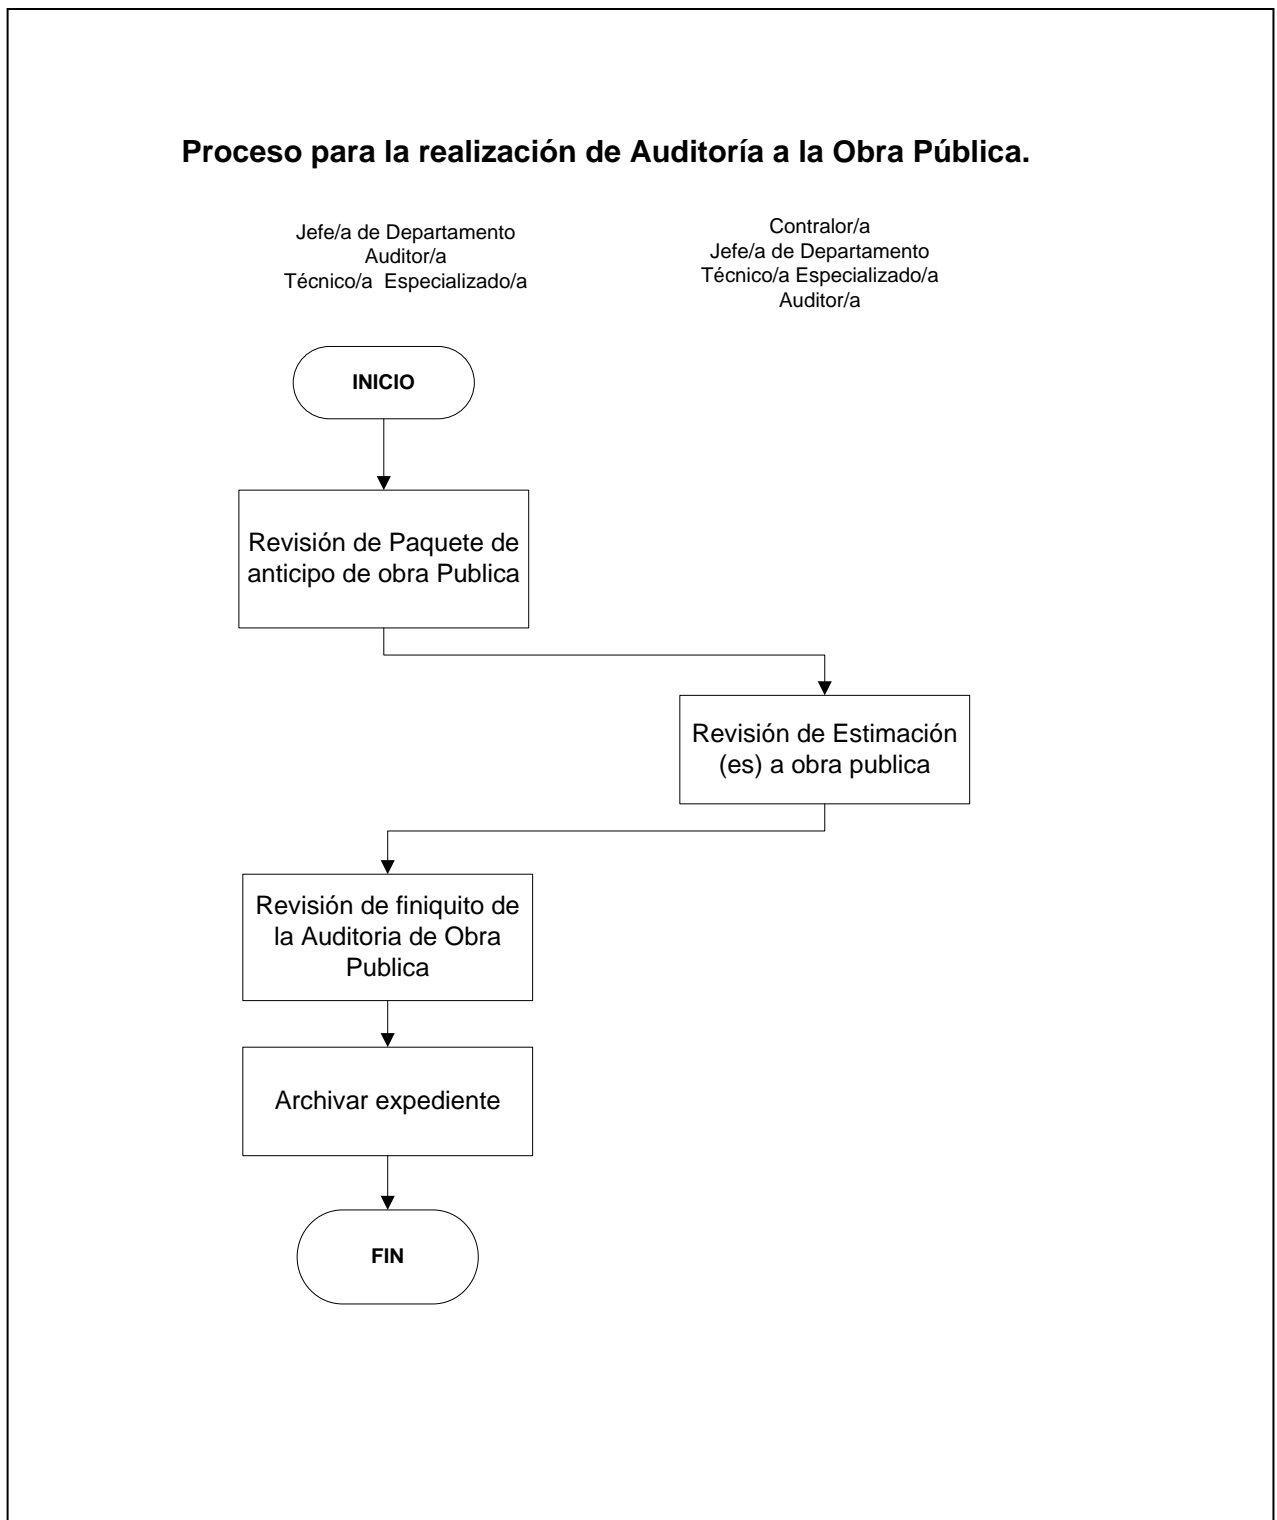 Proceso para la realización de Auditoría a la Obra Pública.
Jefe/a de Departamento
Auditor/a
Técnico/a  Especializado/a
Contralor/a
Jefe/a de Departamento
Técnico/a Especializado/a
Auditor/a
INICIO
Revisión de Paquete de
anticipo de obra Publica
Revisión de Estimación
(es) a obra publica
Revisión de finiquito de
la Auditoria de Obra
Publica
Archivar expediente
FIN